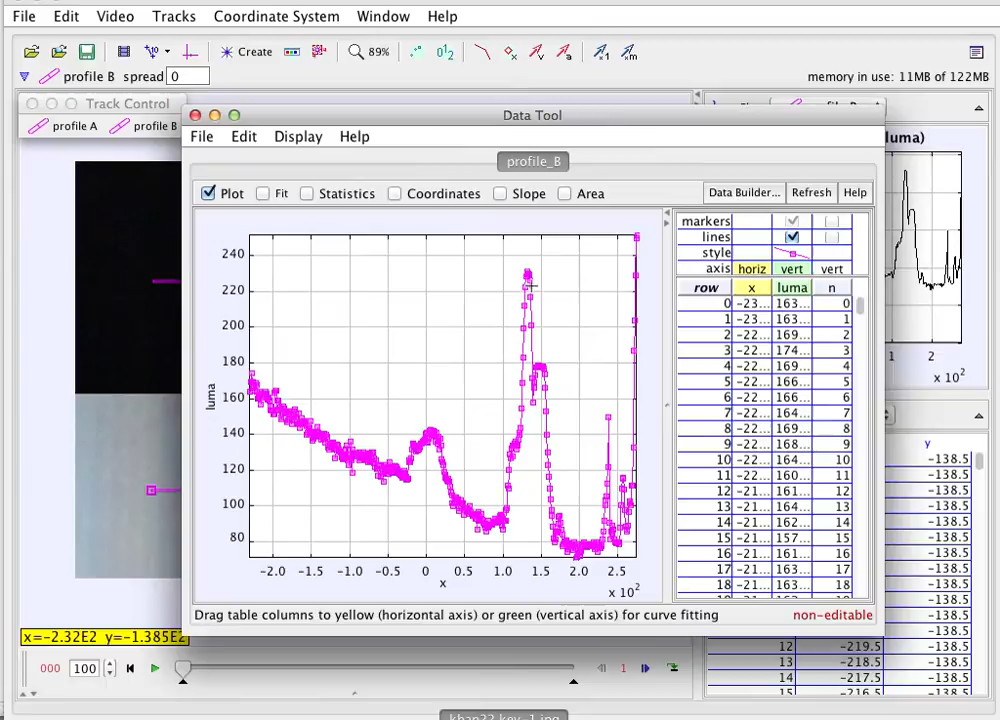 File Edit Video Tracks Coordinate System Window Help
Create 89%
profile B spread 0 memory in use: 11MB of 122MB
Track Control
profile A profile B
Data Tool
File Edit Display Help
profile_B
Plot Fit Statistics Coordinates Slope Area Data Builder... Refresh Help
luma)
240
220
200
180
160
140
120
100
80
luma
-2.0 -1.5 -1.0 -0.5 0 0.5 1.0 1.5 2.0 2.5
x
x 10²
markers
lines
style
axis horiz vert vert
row x luma n
0 -23... 163... 0
1 -23... 163... 1
2 -22... 169... 2
3 -22... 174... 3
4 -22... 169... 4
5 -22... 166... 5
6 -22... 166... 6
7 -22... 164... 7
8 -22... 169... 8
9 -22... 168... 9
10 -22... 164... 10
11 -22... 160... 11
12 -21... 161... 12
13 -21... 164... 13
14 -21... 162... 14
15 -21... 157... 15
16 -21... 161... 16
17 -21... 163... 17
18 -21... 163... 18
1 2
x 10²
y
-138.5
-138.5
-138.5
-138.5
-138.5
-138.5
-138.5
-138.5
-138.5
-138.5
-138.5
-138.5
Drag table columns to yellow (horizontal axis) or green (vertical axis) for curve fitting non-editable
12 -219.5 -138.5
13 -218.5 -138.5
14 -217.5 -138.5
15 -216.5 -138.5
x=-2.32E2 y=-1.385E2
000 100 1